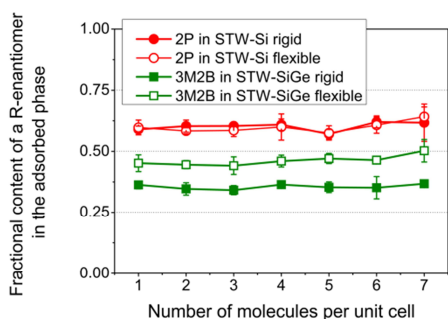 Fractional content of a R-enantiomer
in the adsorbed phase
1.00
0.75
0.50
0.25
0.00
2P in STW-Si rigid
2P in STW-Si flexible
3M2B in STW-SiGe rigid
3M2B in STW-SiGe flexible
1 2 3 4 5 6 7
Number of molecules per unit cell